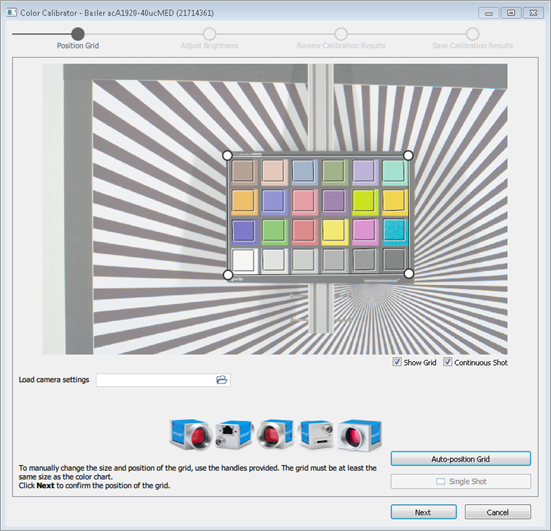 Color Calibrator - Basler acA1920-40ucMED (21714361)
Position Grid
Adjust Brightness
Review Calibration Results
Save Calibration Results
Show Grid
Continuous Shot
Load camera settings
Auto-position Grid
To manually change the size and position of the grid, use the handles provided. The grid must be at least the
same size as the color chart.
Click Next to confirm the position of the grid.
Single Shot
Next
Cancel